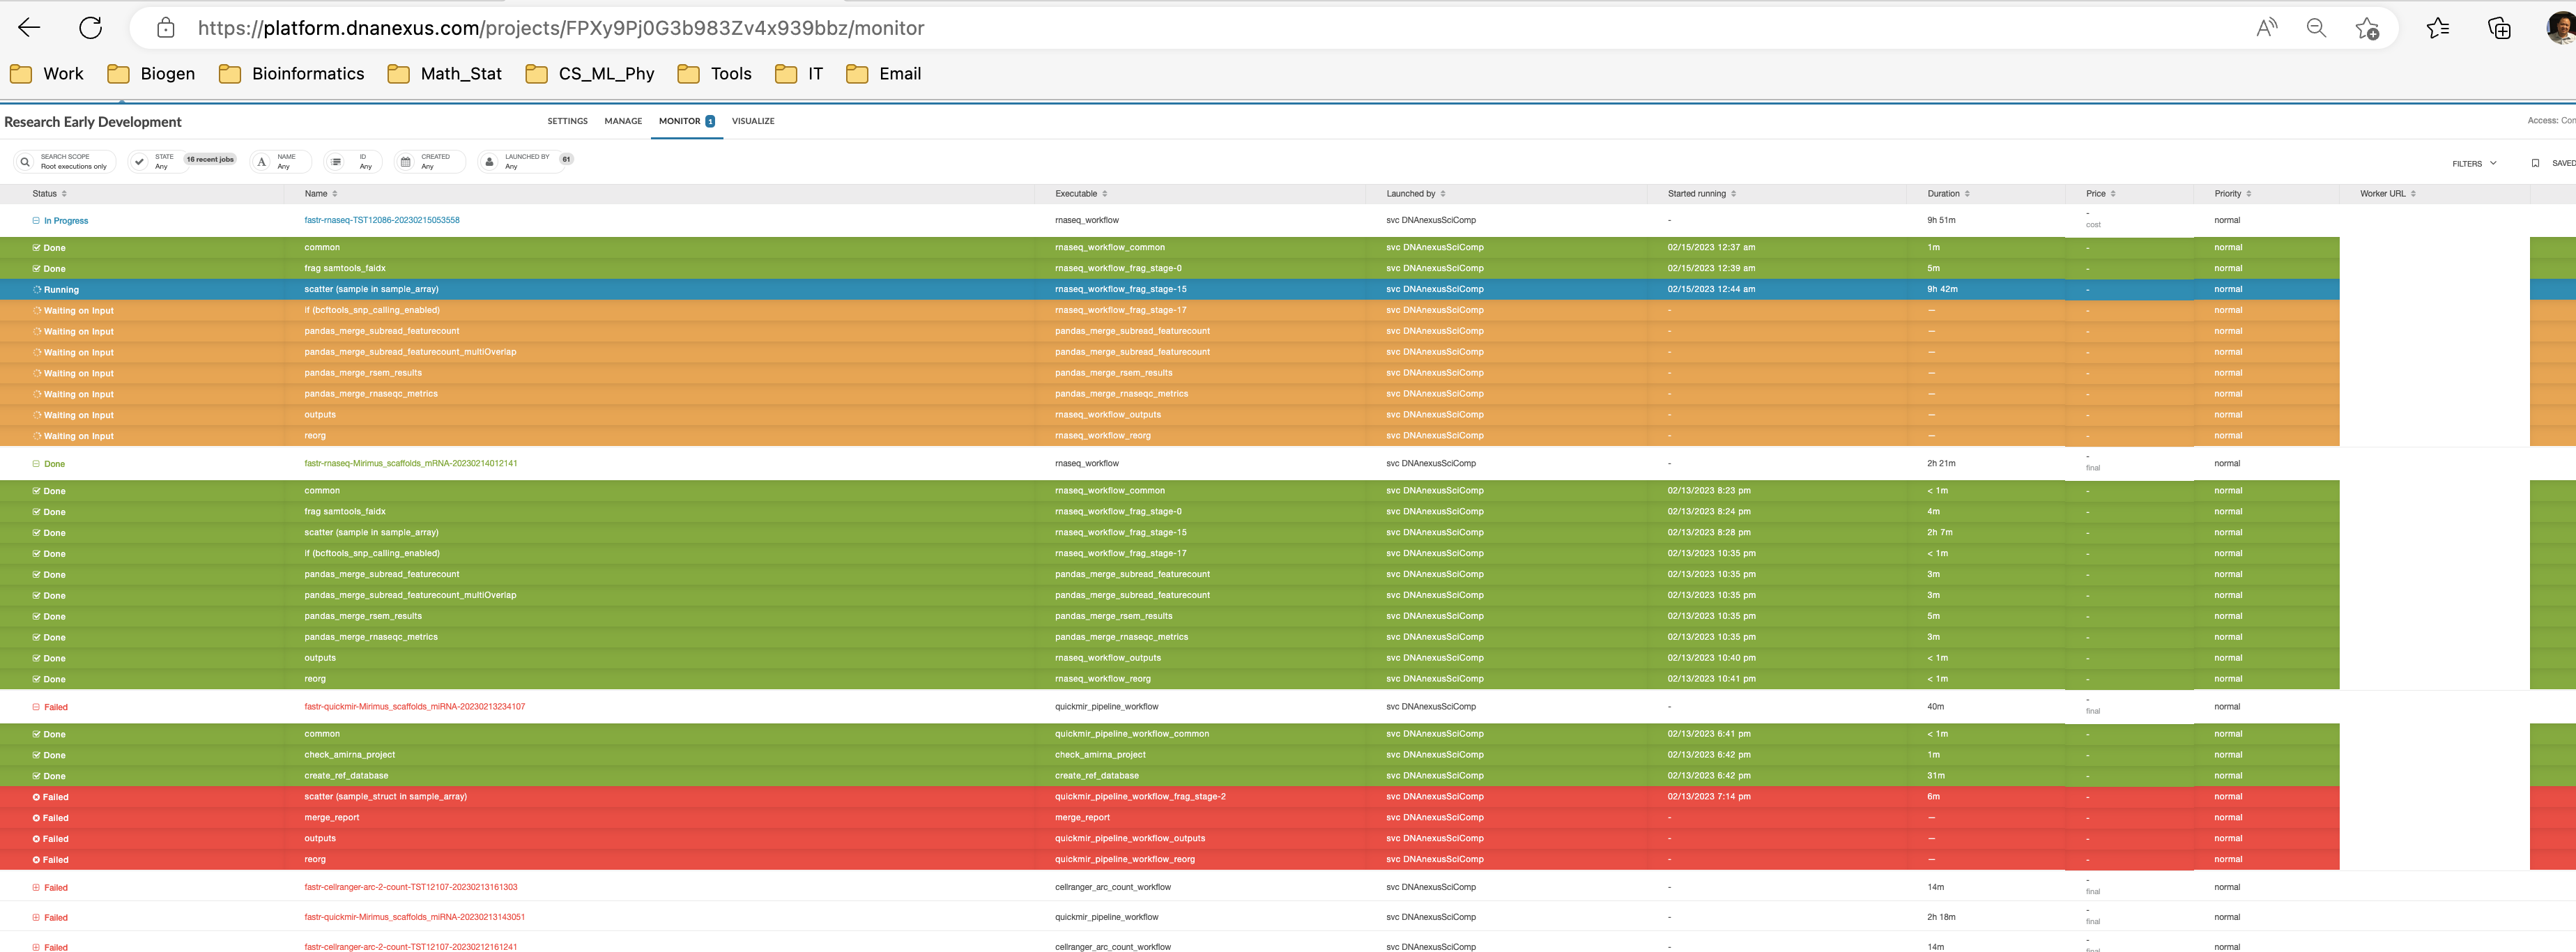 https://platform.dnanexus.com/projects/FPXy9Pj0G3b983Zv4x939bbz/monitor
Work Biogen Bioinformatics Math_Stat CS_ML_Phy Tools IT Email
Research Early Development SETTINGS MANAGE MONITOR 1 VISUALIZE Access: Con
SEARCH SCOPE STATE 16 recent jobs NAME ID CREATED LAUNCHED BY 61 FILTERS SAVED
Root executions only Any Any Any Any Any
Status Name Executable Launched by Started running Duration Price Priority Worker URL
In Progress fastr-rnaseq-TST12086-20230215053558 rnaseq_workflow svc DNAnexusSciComp - 9h 51m - normal
cost
Done common rnaseq_workflow_common svc DNAnexusSciComp 02/15/2023 12:37 am 1m - normal
Done frag samtools_faidx rnaseq_workflow_frag_stage-0 svc DNAnexusSciComp 02/15/2023 12:39 am 5m - normal
Running scatter (sample in sample_array) rnaseq_workflow_frag_stage-15 svc DNAnexusSciComp 02/15/2023 12:44 am 9h 42m - normal
Waiting on Input if (bcftools_snp_calling_enabled) rnaseq_workflow_frag_stage-17 svc DNAnexusSciComp - — - normal
Waiting on Input pandas_merge_subread_featurecount pandas_merge_subread_featurecount svc DNAnexusSciComp - — - normal
Waiting on Input pandas_merge_subread_featurecount_multiOverlap pandas_merge_subread_featurecount svc DNAnexusSciComp - — - normal
Waiting on Input pandas_merge_rsem_results pandas_merge_rsem_results svc DNAnexusSciComp - — - normal
Waiting on Input pandas_merge_rnaseqc_metrics pandas_merge_rnaseqc_metrics svc DNAnexusSciComp - — - normal
Waiting on Input outputs rnaseq_workflow_outputs svc DNAnexusSciComp - — - normal
Waiting on Input reorg rnaseq_workflow_reorg svc DNAnexusSciComp - — - normal
Done fastr-rnaseq-Mirimus_scaffolds_mRNA-20230214012141 rnaseq_workflow svc DNAnexusSciComp - 2h 21m - normal
final
Done common rnaseq_workflow_common svc DNAnexusSciComp 02/13/2023 8:23 pm < 1m - normal
Done frag samtools_faidx rnaseq_workflow_frag_stage-0 svc DNAnexusSciComp 02/13/2023 8:24 pm 4m - normal
Done scatter (sample in sample_array) rnaseq_workflow_frag_stage-15 svc DNAnexusSciComp 02/13/2023 8:28 pm 2h 7m - normal
Done if (bcftools_snp_calling_enabled) rnaseq_workflow_frag_stage-17 svc DNAnexusSciComp 02/13/2023 10:35 pm < 1m - normal
Done pandas_merge_subread_featurecount pandas_merge_subread_featurecount svc DNAnexusSciComp 02/13/2023 10:35 pm 3m - normal
Done pandas_merge_subread_featurecount_multiOverlap pandas_merge_subread_featurecount svc DNAnexusSciComp 02/13/2023 10:35 pm 3m - normal
Done pandas_merge_rsem_results pandas_merge_rsem_results svc DNAnexusSciComp 02/13/2023 10:35 pm 5m - normal
Done pandas_merge_rnaseqc_metrics pandas_merge_rnaseqc_metrics svc DNAnexusSciComp 02/13/2023 10:35 pm 3m - normal
Done outputs rnaseq_workflow_outputs svc DNAnexusSciComp 02/13/2023 10:40 pm < 1m - normal
Done reorg rnaseq_workflow_reorg svc DNAnexusSciComp 02/13/2023 10:41 pm < 1m - normal
Failed fastr-quickmir-Mirimus_scaffolds_miRNA-20230213234107 quickmir_pipeline_workflow svc DNAnexusSciComp - 40m - normal
final
Done common quickmir_pipeline_workflow_common svc DNAnexusSciComp 02/13/2023 6:41 pm < 1m - normal
Done check_amirna_project check_amirna_project svc DNAnexusSciComp 02/13/2023 6:42 pm 1m - normal
Done create_ref_database create_ref_database svc DNAnexusSciComp 02/13/2023 6:42 pm 31m - normal
Failed scatter (sample_struct in sample_array) quickmir_pipeline_workflow_frag_stage-2 svc DNAnexusSciComp 02/13/2023 7:14 pm 6m - normal
Failed merge_report merge_report svc DNAnexusSciComp - — - normal
Failed outputs quickmir_pipeline_workflow_outputs svc DNAnexusSciComp - — - normal
Failed reorg quickmir_pipeline_workflow_reorg svc DNAnexusSciComp - — - normal
Failed fastr-cellranger-arc-2-count-TST12107-20230213161303 cellranger_arc_count_workflow svc DNAnexusSciComp - 14m - normal
final
Failed fastr-quickmir-Mirimus_scaffolds_miRNA-20230213143051 quickmir_pipeline_workflow svc DNAnexusSciComp - 2h 18m - normal
final
Failed fastr-cellranger-arc-2-count-TST12107-20230212161241 cellranger_arc_count_workflow svc DNAnexusSciComp - 14m - normal
final